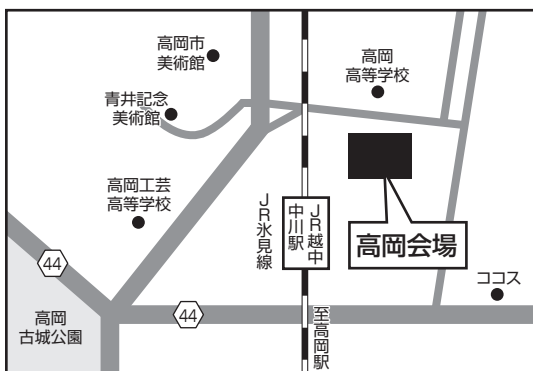 高岡市
美術館
高岡
高等学校
青井記念
美術館
高岡工芸
高等学校
JR氷見線
JR越中
中川駅
高岡会場
44
ココス
44
高岡
古城公園
至高岡駅